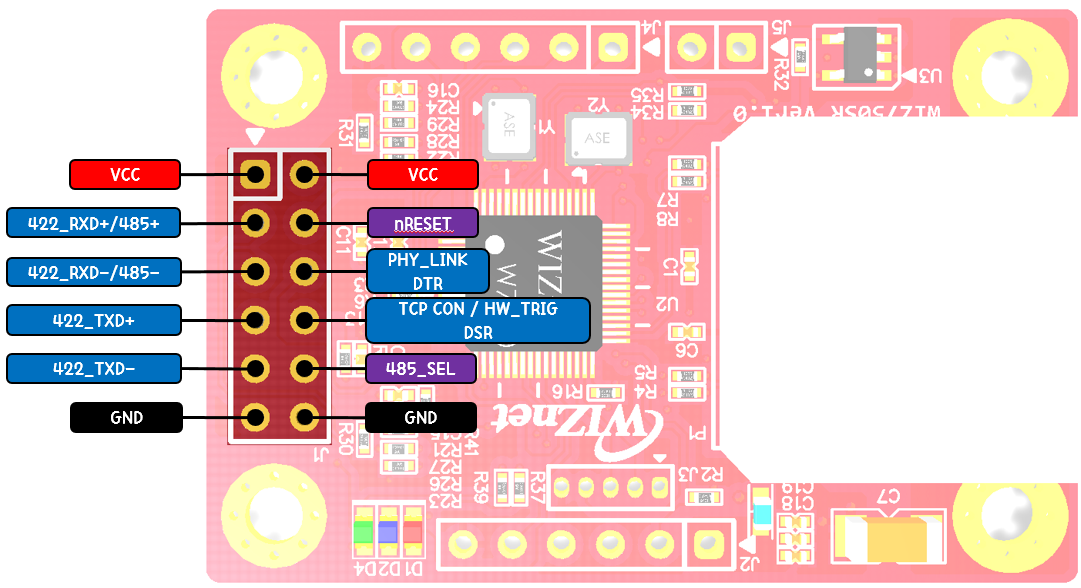 J4
J5
R32
U3
C16
R24
R29
R28
R31
R35
R34
Y2
Y1
ASE
ASE
WIZ750SR Ver1.0
VCC
VCC
422_RXD+/485+
nRESET
R7
R8
C11
422_RXD-/485-
PHY_LINK
DTR
WIZ
W7
C1
U2
422_TXD+
TCP CON / HW_TRIG
DSR
C6
422_TXD-
485_SEL
R5
R4
R16
GND
GND
WIZnet
P1
R30
J1
R21
R27
R26
R23
R41
R39
R37
J3
R2
C7
J2
D4
D2
D1